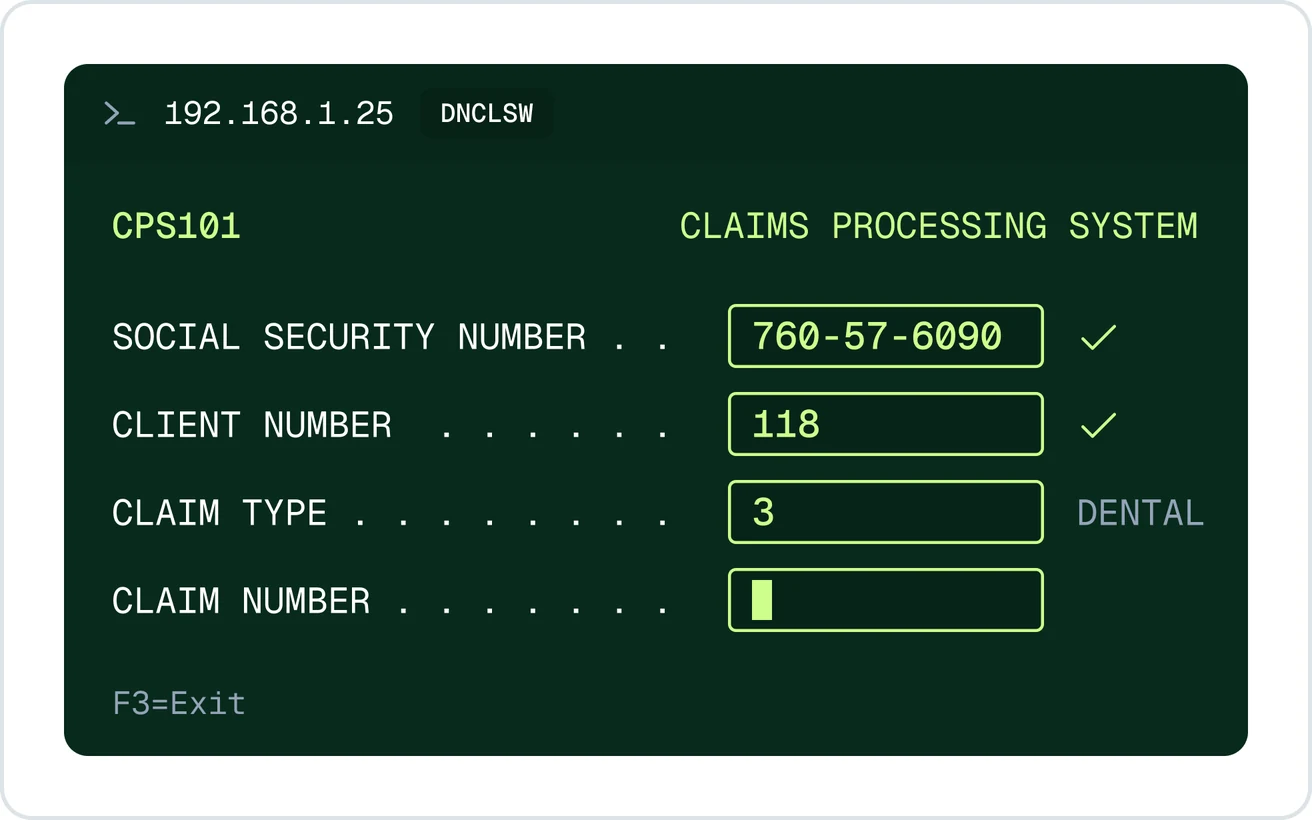 >_ 192.168.1.25 DNCLSW
CPS101 CLAIMS PROCESSING SYSTEM
SOCIAL SECURITY NUMBER . . 760-57-6090 ✓
CLIENT NUMBER . . . . . . 118 ✓
CLAIM TYPE . . . . . . . . 3 DENTAL
CLAIM NUMBER . . . . . . .
F3=Exit